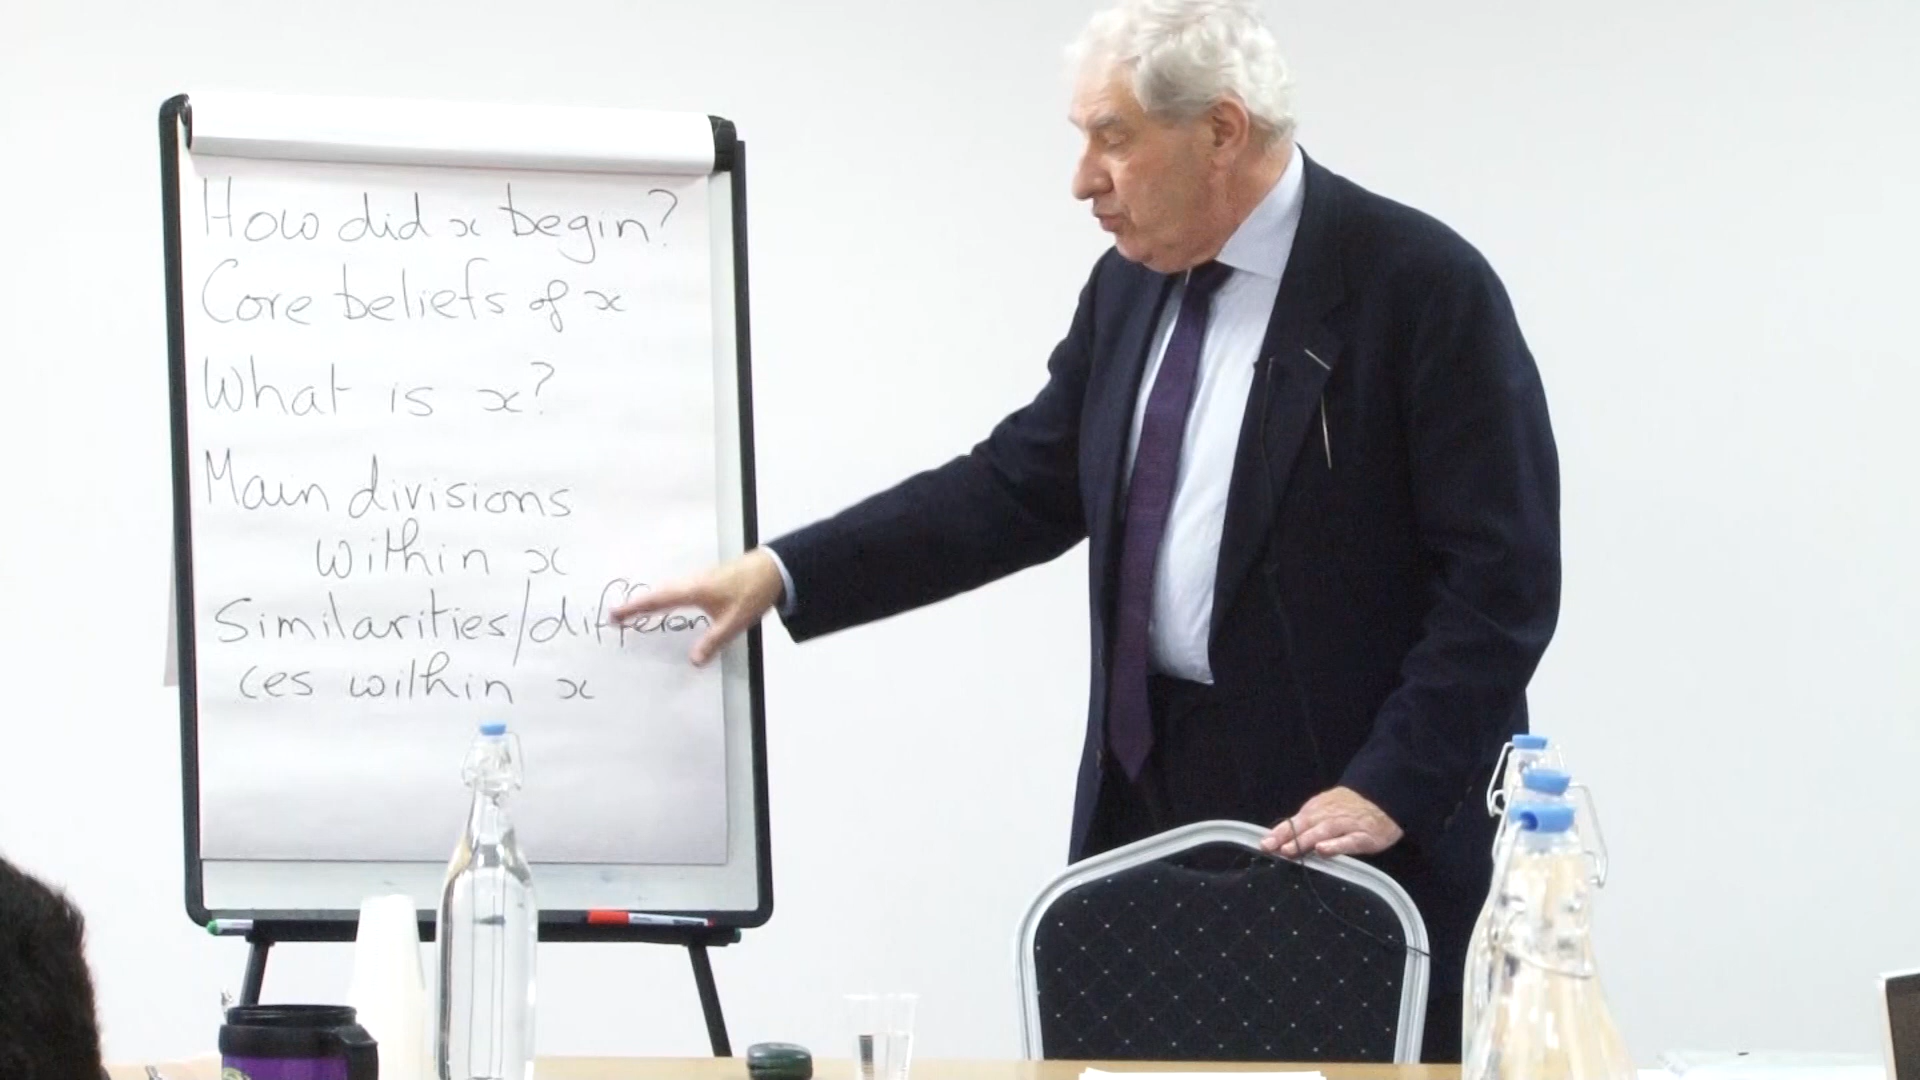 How did x begin?
Core beliefs of x
What is x?
Main divisions
within x
Similarities/differen
ces within x